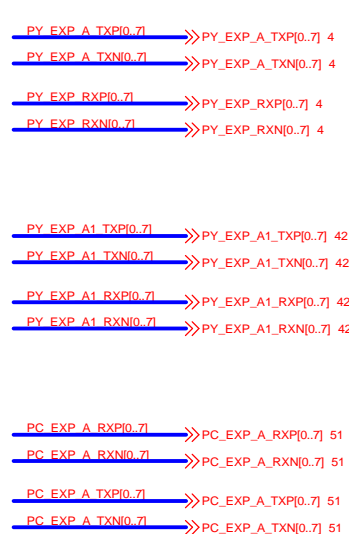 PY_EXP_A_TXP[0..7] PY_EXP_A_TXP[0..7] 4
PY_EXP_A_TXN[0..7] PY_EXP_A_TXN[0..7] 4
PY_EXP_RXP[0..7] PY_EXP_RXP[0..7] 4
PY_EXP_RXN[0..7] PY_EXP_RXN[0..7] 4
PY_EXP_A1_TXP[0..7] PY_EXP_A1_TXP[0..7] 42
PY_EXP_A1_TXN[0..7] PY_EXP_A1_TXN[0..7] 42
PY_EXP_A1_RXP[0..7] PY_EXP_A1_RXP[0..7] 42
PY_EXP_A1_RXN[0..7] PY_EXP_A1_RXN[0..7] 42
PC_EXP_A_RXP[0..7] PC_EXP_A_RXP[0..7] 51
PC_EXP_A_RXN[0..7] PC_EXP_A_RXN[0..7] 51
PC_EXP_A_TXP[0..7] PC_EXP_A_TXP[0..7] 51
PC_EXP_A_TXN[0..7] PC_EXP_A_TXN[0..7] 51